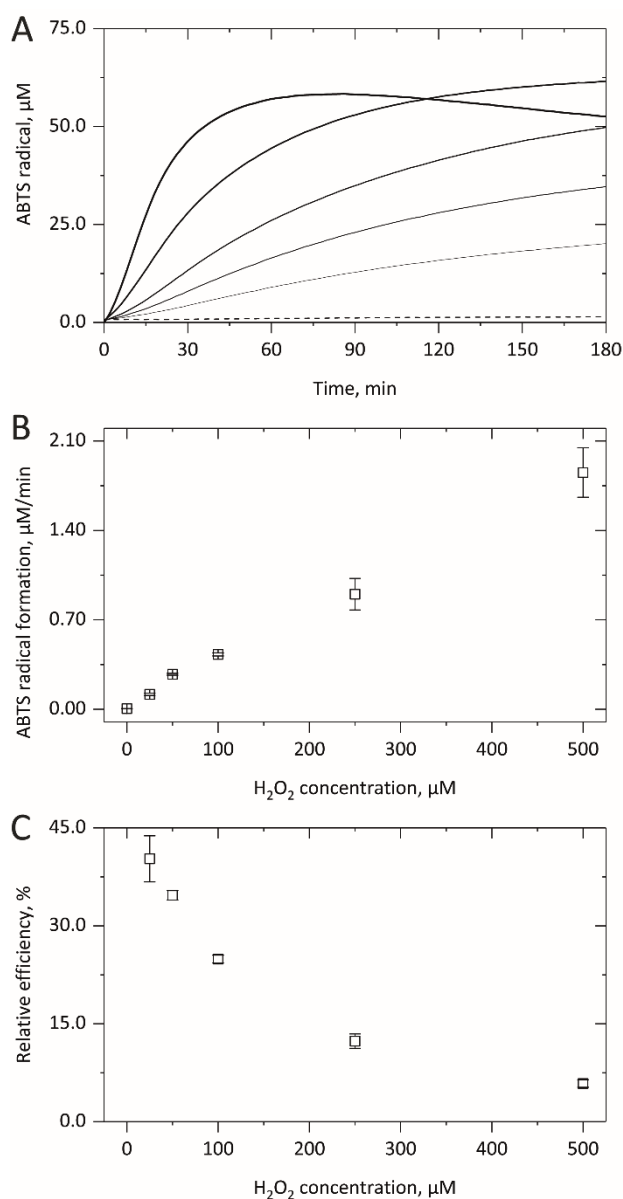 A
75.0
50.0
25.0
0.0
ABTS radical, µM
0 30 60 90 120 150 180
Time, min
B
2.10
1.40
0.70
0.00
ABTS radical formation, µM/min
0 100 200 300 400 500
H₂O₂ concentration, µM
C
45.0
30.0
15.0
0.0
Relative efficiency, %
0 100 200 300 400 500
H₂O₂ concentration, µM